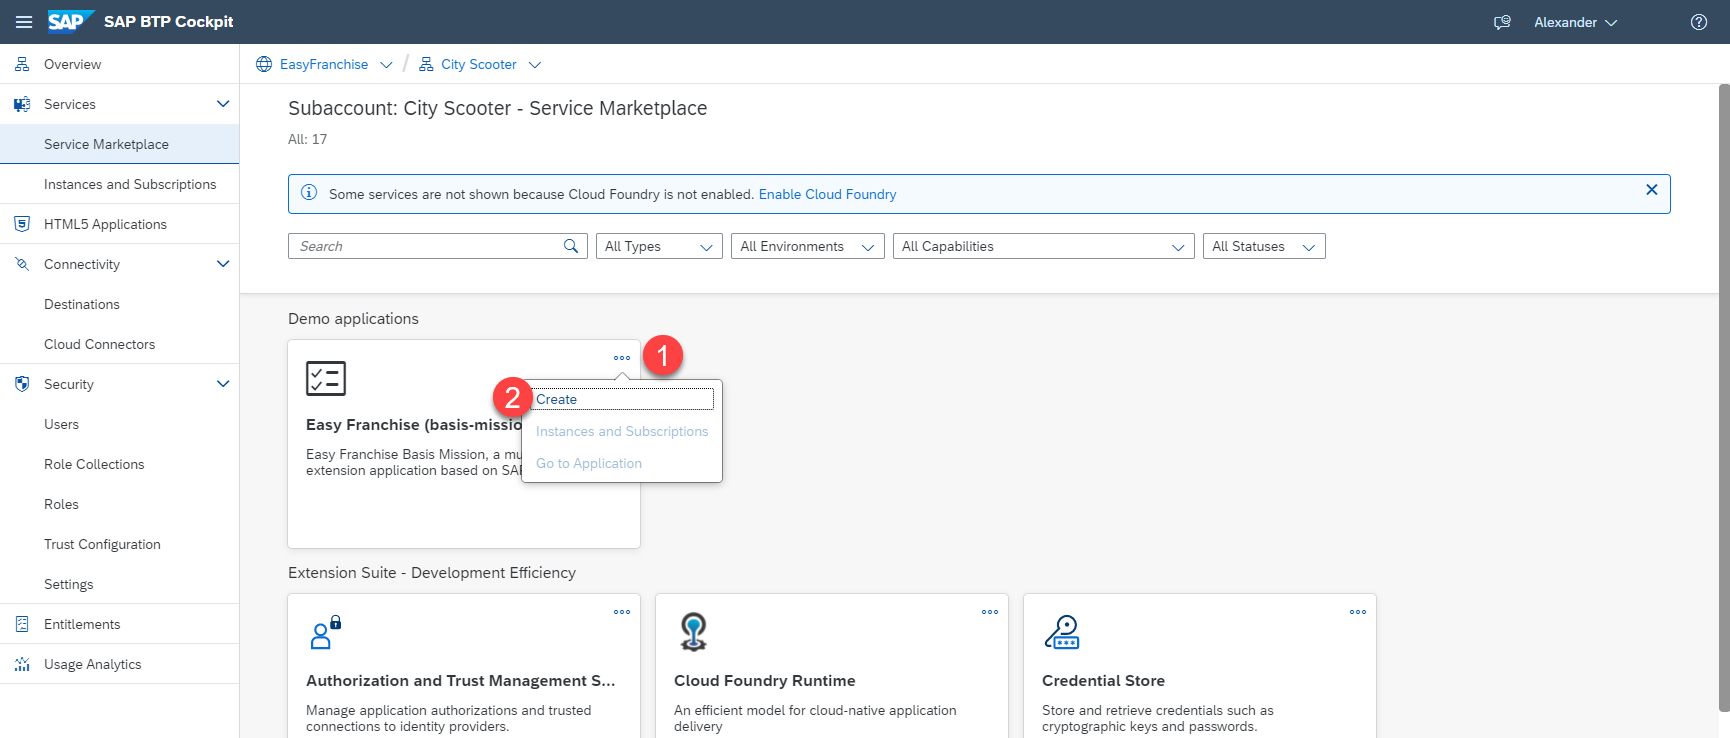 SAP SAP BTP Cockpit
Alexander
Overview
Services
Service Marketplace
Instances and Subscriptions
HTML5 Applications
Connectivity
Destinations
Cloud Connectors
Security
Users
Role Collections
Roles
Trust Configuration
Settings
Entitlements
Usage Analytics
EasyFranchise / City Scooter
Subaccount: City Scooter - Service Marketplace
All: 17
Some services are not shown because Cloud Foundry is not enabled. Enable Cloud Foundry
Search
All Types
All Environments
All Capabilities
All Statuses
Demo applications
1
2
Create
Instances and Subscriptions
Go to Application
Easy Franchise (basis-missio
Easy Franchise Basis Mission, a mu
extension application based on SAP
Extension Suite - Development Efficiency
Authorization and Trust Management S...
Manage application authorizations and trusted
connections to identity providers.
Cloud Foundry Runtime
An efficient model for cloud-native application
delivery
Credential Store
Store and retrieve credentials such as
cryptographic keys and passwords.